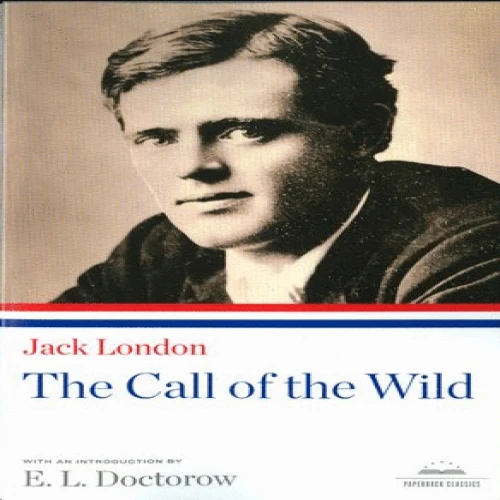 Jack London
The Call of the Wild
WITH AN INTRODUCTION BY
E. L. Doctorow
PAPERBACK CLASSICS